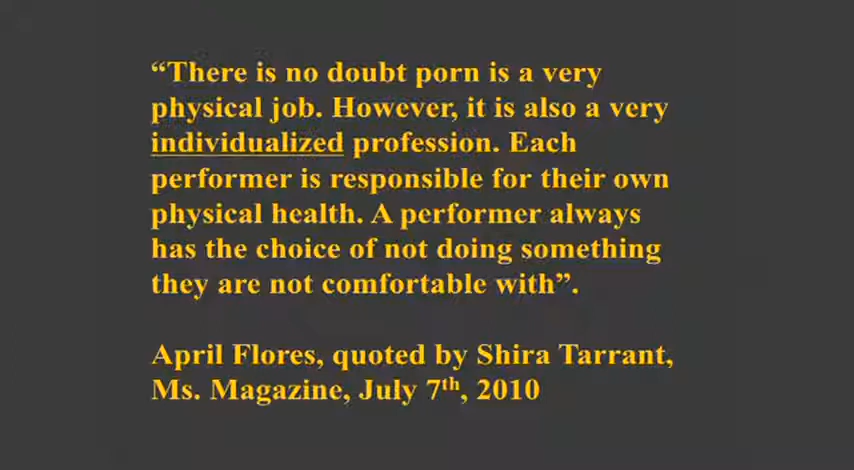 “There is no doubt porn is a very
physical job. However, it is also a very
individualized profession. Each
performer is responsible for their own
physical health. A performer always
has the choice of not doing something
they are not comfortable with”.
April Flores, quoted by Shira Tarrant,
Ms. Magazine, July 7th, 2010